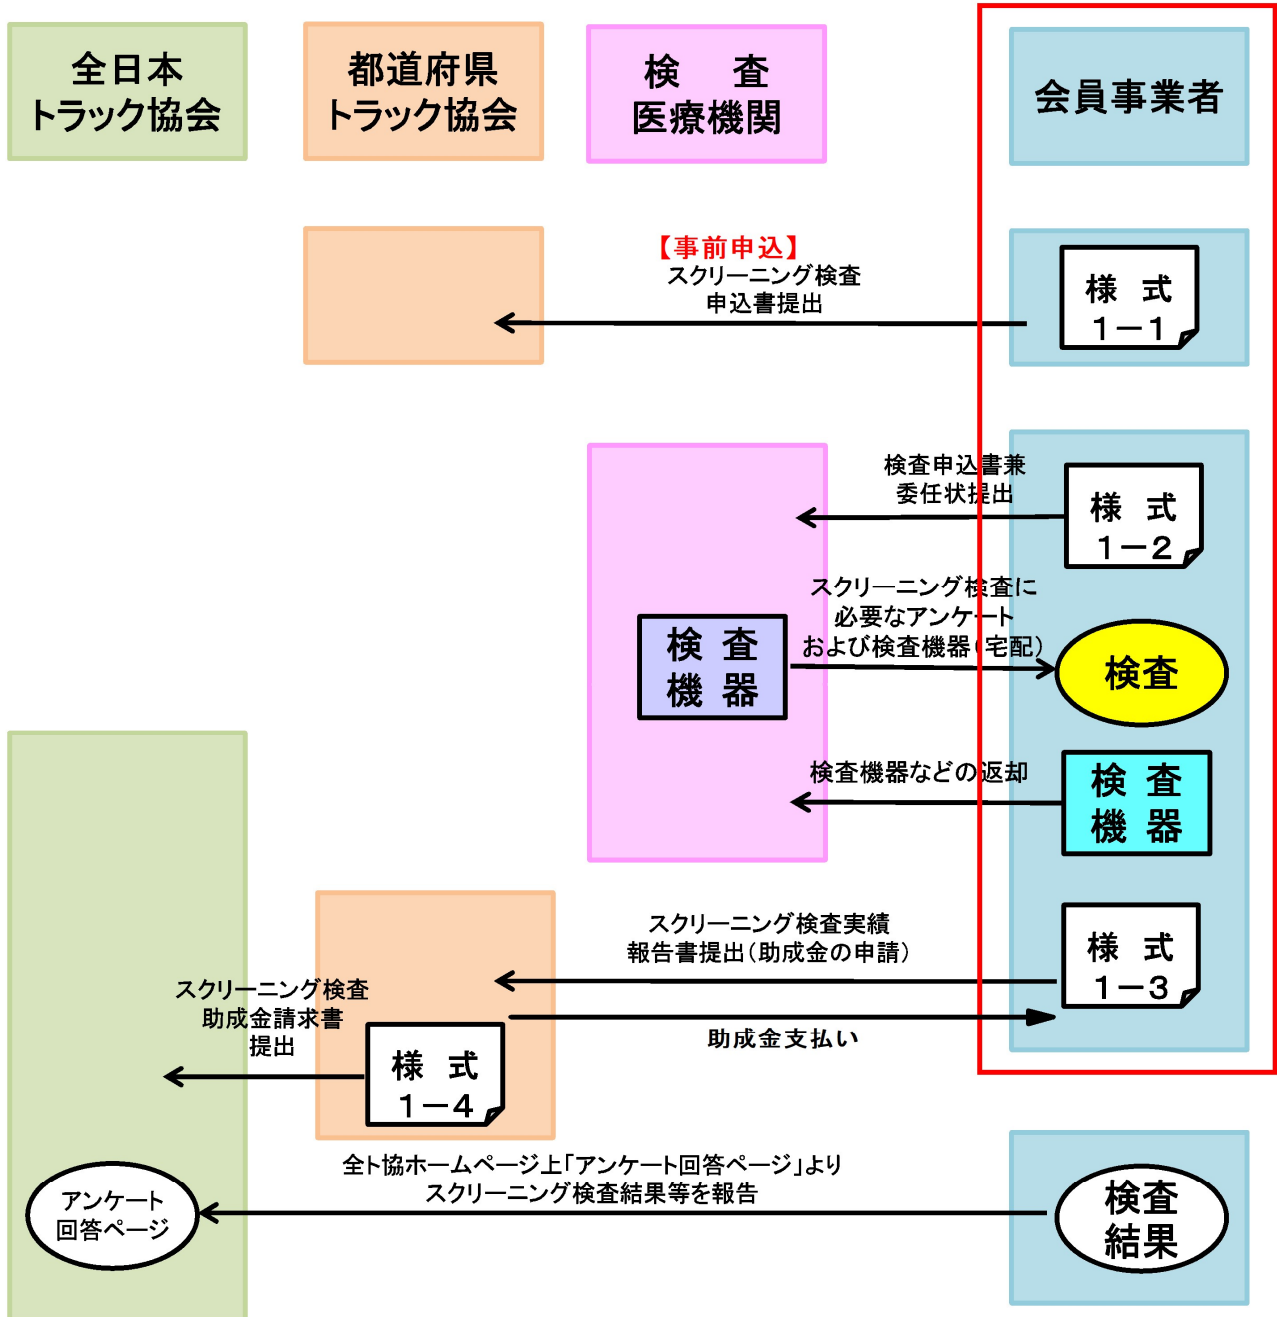 全日本
トラック協会
都道府県
トラック協会
検　査
医療機関
会員事業者
【事前申込】
スクリーニング検査
申込書提出
様 式
1－1
検査申込書兼
委任状提出
様 式
1－2
スクリーニング検査に
必要なアンケート
および検査機器（宅配）
検 査
機 器
検査
検査機器などの返却
検 査
機 器
スクリーニング検査実績
報告書提出（助成金の申請）
様 式
1－3
助成金支払い
スクリーニング検査
助成金請求書
提出
様 式
1－4
全ト協ホームページ上「アンケート回答ページ」より
スクリーニング検査結果等を報告
アンケート
回答ページ
検査
結果